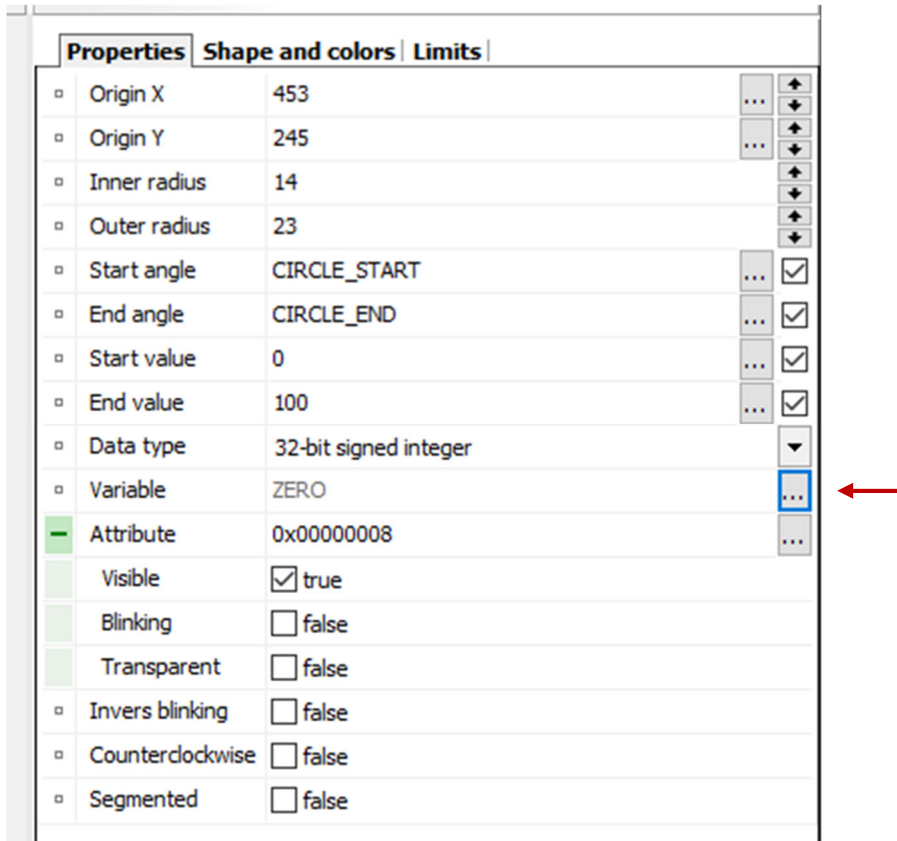 Properties Shape and colors Limits
Origin X 453 ...
Origin Y 245 ...
Inner radius 14
Outer radius 23
Start angle CIRCLE_START ...
End angle CIRCLE_END ...
Start value 0 ...
End value 100 ...
Data type 32-bit signed integer
Variable ZERO ...
Attribute 0x00000008 ...
Visible true
Blinking false
Transparent false
Invers blinking false
Counterclockwise false
Segmented false